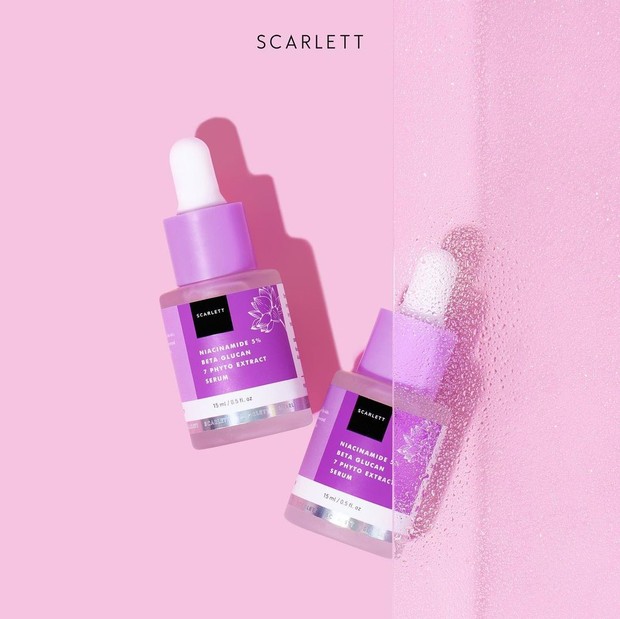 SCARLETT
SCARLETT
NIACINAMIDE 5%
BETA GLUCAN
7 PHYTO EXTRACT
SERUM
15 ml / 0.5 fl. oz
SCARLETT
NIACINAMIDE 5%
BETA GLUCAN
7 PHYTO EXTRACT
SERUM
15 ml / 0.5 fl. oz